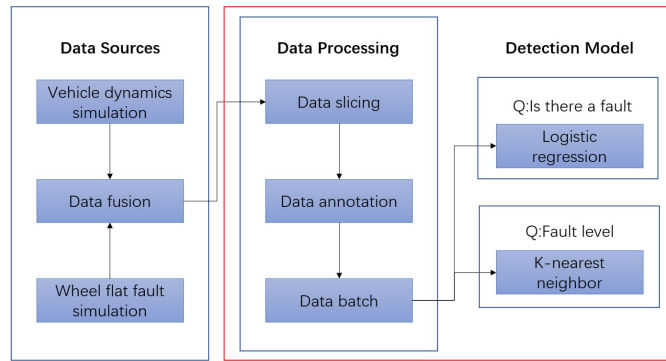 Data Sources
Vehicle dynamics
simulation
Data fusion
Wheel flat fault
simulation
Data Processing
Data slicing
Data annotation
Data batch
Detection Model
Q:Is there a fault
Logistic
regression
Q:Fault level
K-nearest
neighbor